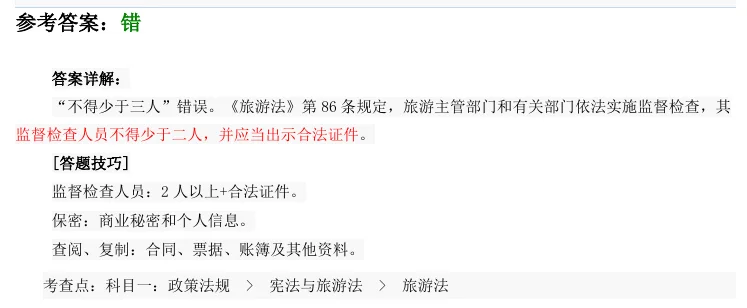 参考答案：错
答案详解：
“不得少于三人”错误。《旅游法》第 86 条规定，旅游主管部门和有关部门依法实施监督检查，其
监督检查人员不得少于二人，并应当出示合法证件。
[答题技巧]
监督检查人员：2 人以上+合法证件。
保密：商业秘密和个人信息。
查阅、复制：合同、票据、账簿及其他资料。
考查点：科目一：政策法规 > 宪法与旅游法 > 旅游法